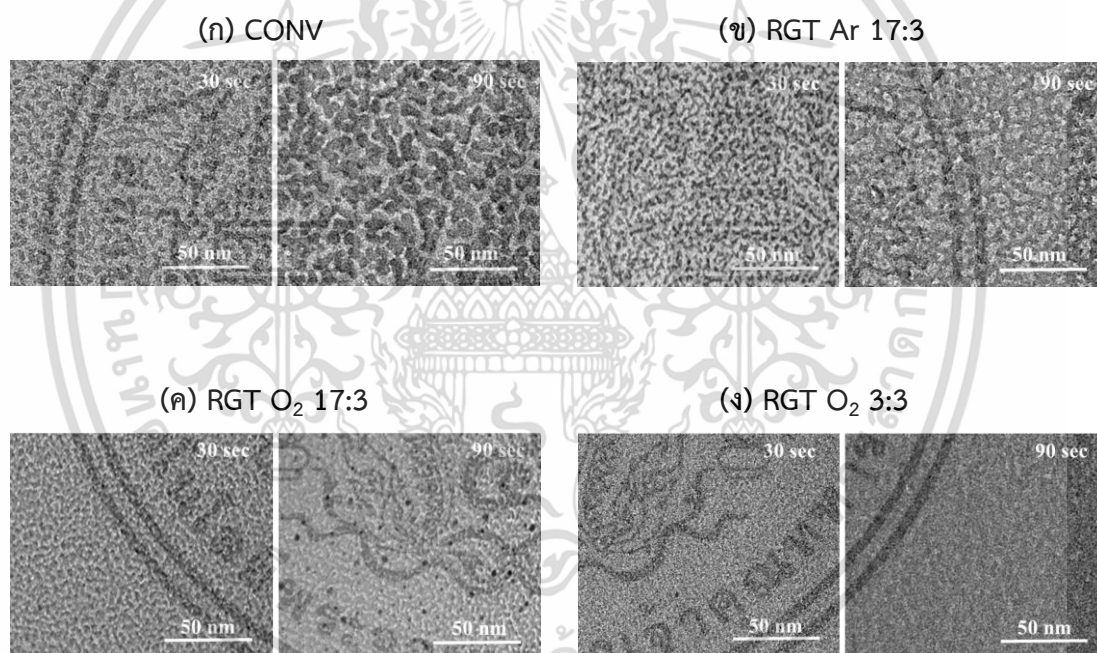 (ก) CONV
(ข) RGT Ar 17:3
30 sec
90 sec
30 sec
90 sec
50 nm
50 nm
50 nm
50 nm
(ค) RGT O₂ 17:3
(ง) RGT O₂ 3:3
30 sec
90 sec
30 sec
90 sec
50 nm
50 nm
50 nm
50 nm